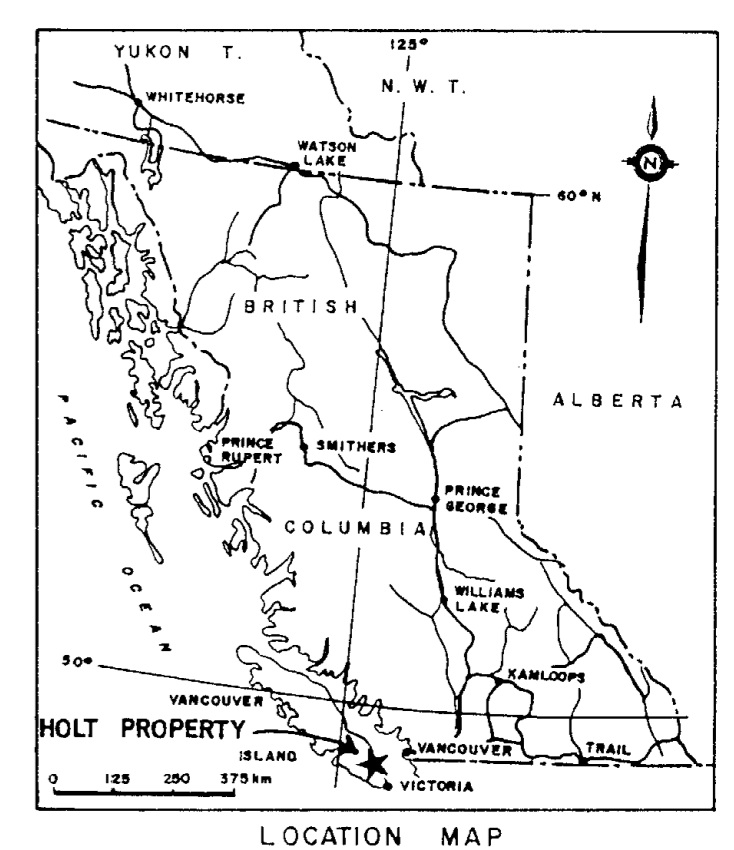 125°
YUKON T.
N. W. T.
WHITEHORSE
WATSON
LAKE
N
60° N
BRITISH
ALBERTA
PACIFIC
OCEAN
PRINCE
RUPERT
SMITHERS
PRINCE
GEORGE
COLUMBIA
WILLIAMS
LAKE
50°
KAMLOOPS
VANCOUVER
ISLAND
HOLT PROPERTY
VANCOUVER
TRAIL
VICTORIA
0 125 250 375 km
LOCATION MAP